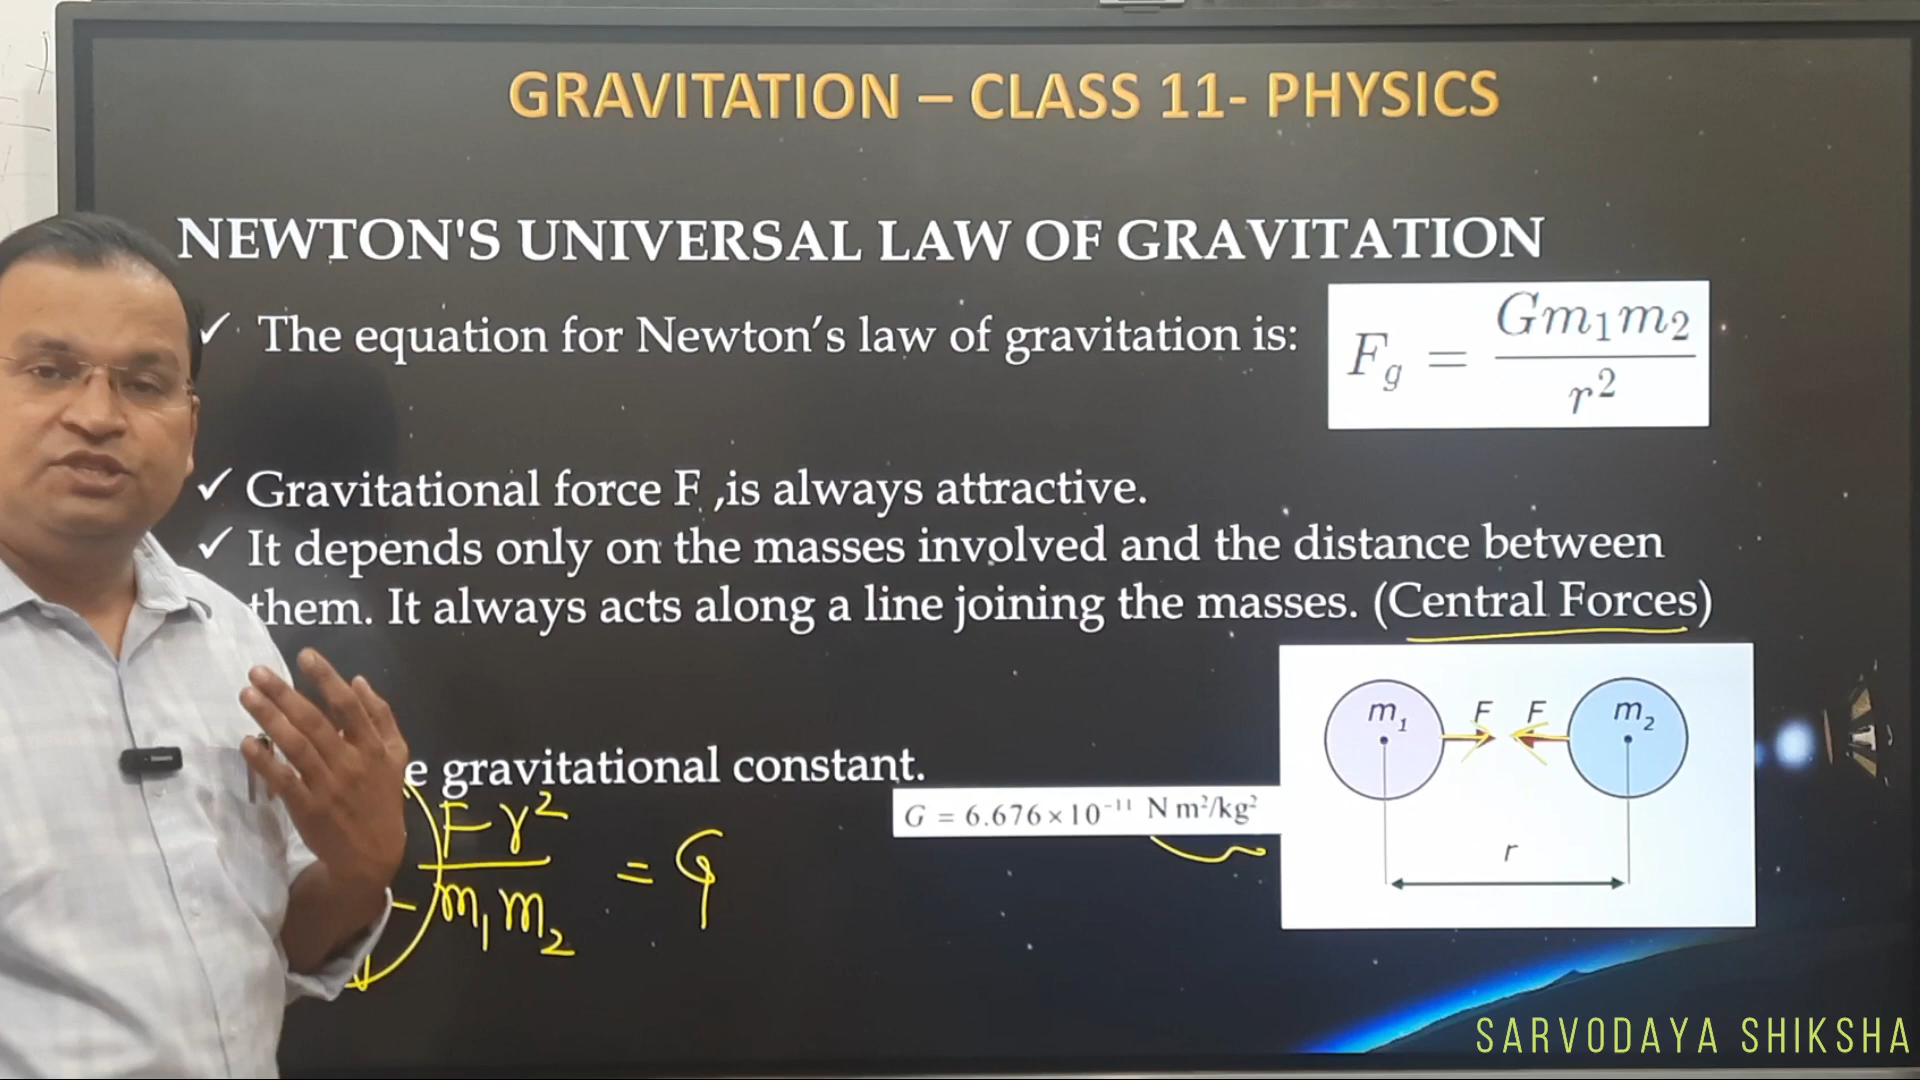 GRAVITATION – CLASS 11- PHYSICS
NEWTON'S UNIVERSAL LAW OF GRAVITATION
✓ The equation for Newton's law of gravitation is:
F_g = Gm₁m₂ / r²
✓ Gravitational force F ,is always attractive.
✓ It depends only on the masses involved and the distance between
them. It always acts along a line joining the masses. (Central Forces)
gravitational constant.
G = 6.676×10⁻¹¹ N m²/kg²
m₁ F F m₂
r
F r² / m₁ m₂ = G
SARVODAYA SHIKSHA